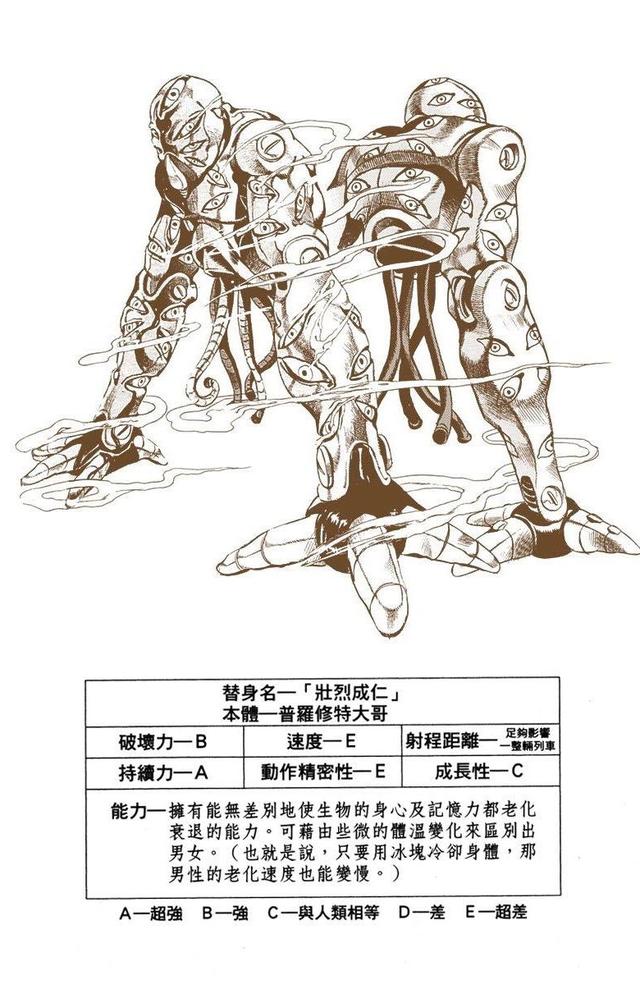 替身名—「壯烈成仁」
本體—普羅修特大哥
破壞力—B 速度—E 射程距離—足夠影響一整輛列車
持續力—A 動作精密性—E 成長性—C
能力—擁有能無差別地使生物的身心及記憶力都老化
衰退的能力。可藉由些微的體溫變化來區別出
男女。（也就是說，只要用冰塊冷卻身體，那
男性的老化速度也能變慢。）
A—超強 B—強 C—與人類相等 D—差 E—超差